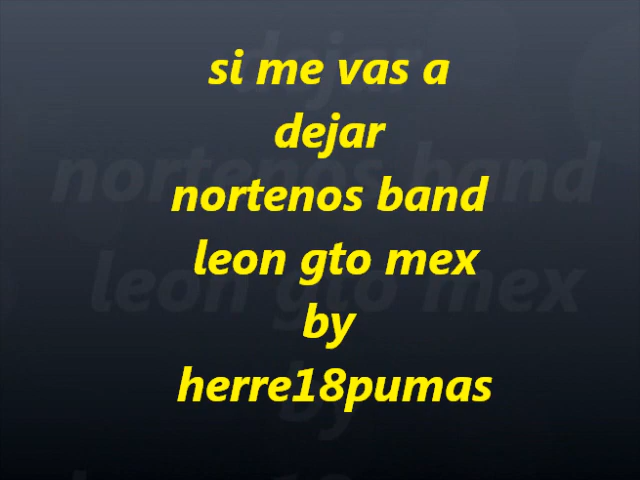 si me vas a
dejar
nortenos band
leon gto mex
by
herre18pumas